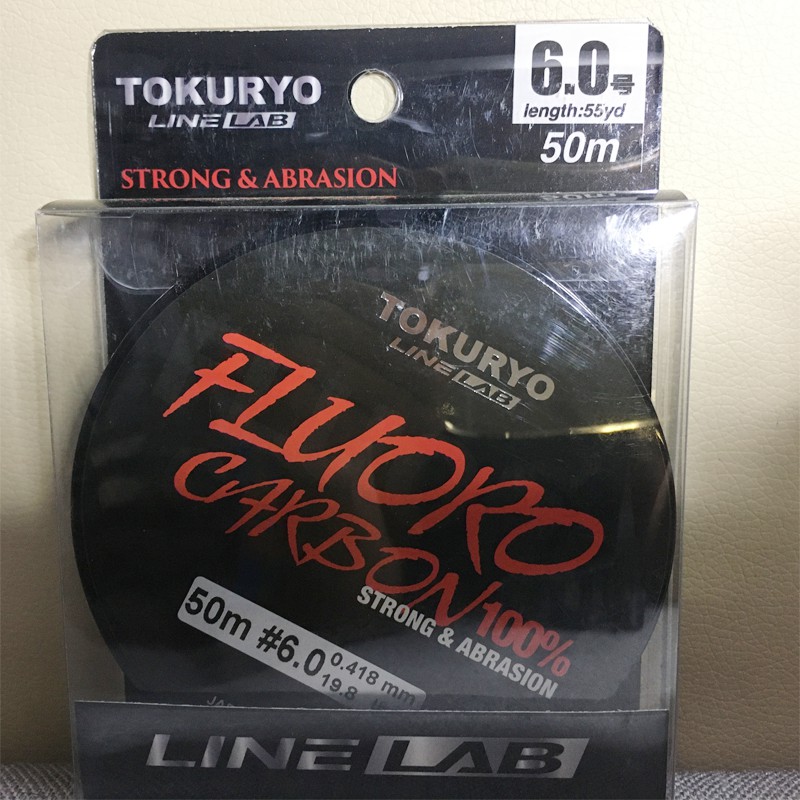 TOKURYO
LINE LAB
STRONG & ABRASION
6.0号
length:55yd
50m
TOKURYO
LINE LAB
FLUORO
CARBON 100%
STRONG & ABRASION
50m #6.0 0.418 mm
19.8
LINE LAB